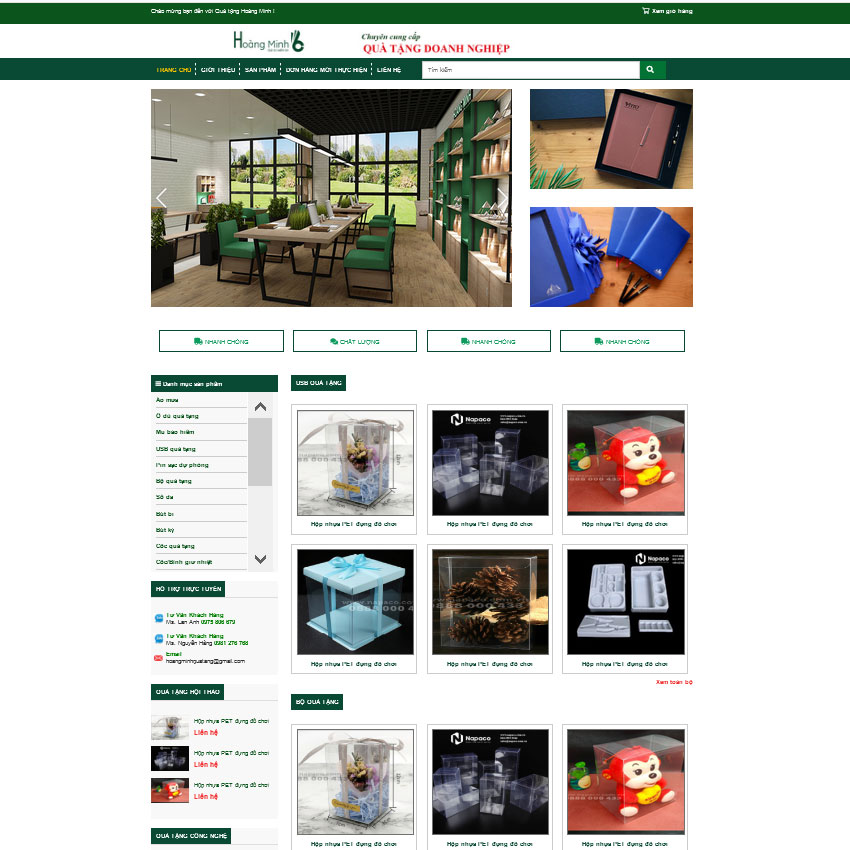 Chào mừng bạn đến với Quà tặng Hoàng Minh !
Xem giỏ hàng
Hoàng Minh
Chuyên cung cấp
QUÀ TẶNG DOANH NGHIỆP
TRANG CHỦ
GIỚI THIỆU
SẢN PHẨM
ĐƠN HÀNG MỚI THỰC HIỆN
LIÊN HỆ
Tìm kiếm
NHANH CHÓNG
CHẤT LƯỢNG
NHANH CHÓNG
NHANH CHÓNG
Danh mục sản phẩm
Áo mưa
Ô dù quà tặng
Mũ bảo hiểm
USB quà tặng
Pin sạc dự phòng
Bộ quà tặng
Sổ da
Bút bi
Bút ký
Cốc quà tặng
Cốc/Bình giữ nhiệt
HỖ TRỢ TRỰC TUYẾN
Tư Vấn Khách Hàng
Ms. Lan Anh 0975 806 679
Tư Vấn Khách Hàng
Ms. Nguyễn Hằng 0981 276 768
Email
hoangminhquatang@gmail.com
QUÀ TẶNG HỘI THẢO
Hộp nhựa PET đựng đồ chơi
Liên hệ
Hộp nhựa PET đựng đồ chơi
Liên hệ
Hộp nhựa PET đựng đồ chơi
Liên hệ
QUÀ TẶNG CÔNG NGHỆ
USB QUÀ TẶNG
Napaco
Hộp nhựa PET đựng đồ chơi
Hộp nhựa PET đựng đồ chơi
Hộp nhựa PET đựng đồ chơi
Napaco
Hộp nhựa PET đựng đồ chơi
Hộp nhựa PET đựng đồ chơi
Hộp nhựa PET đựng đồ chơi
Xem toàn bộ
BỘ QUÀ TẶNG
Napaco
Hộp nhựa PET đựng đồ chơi
Hộp nhựa PET đựng đồ chơi
Hộp nhựa PET đựng đồ chơi